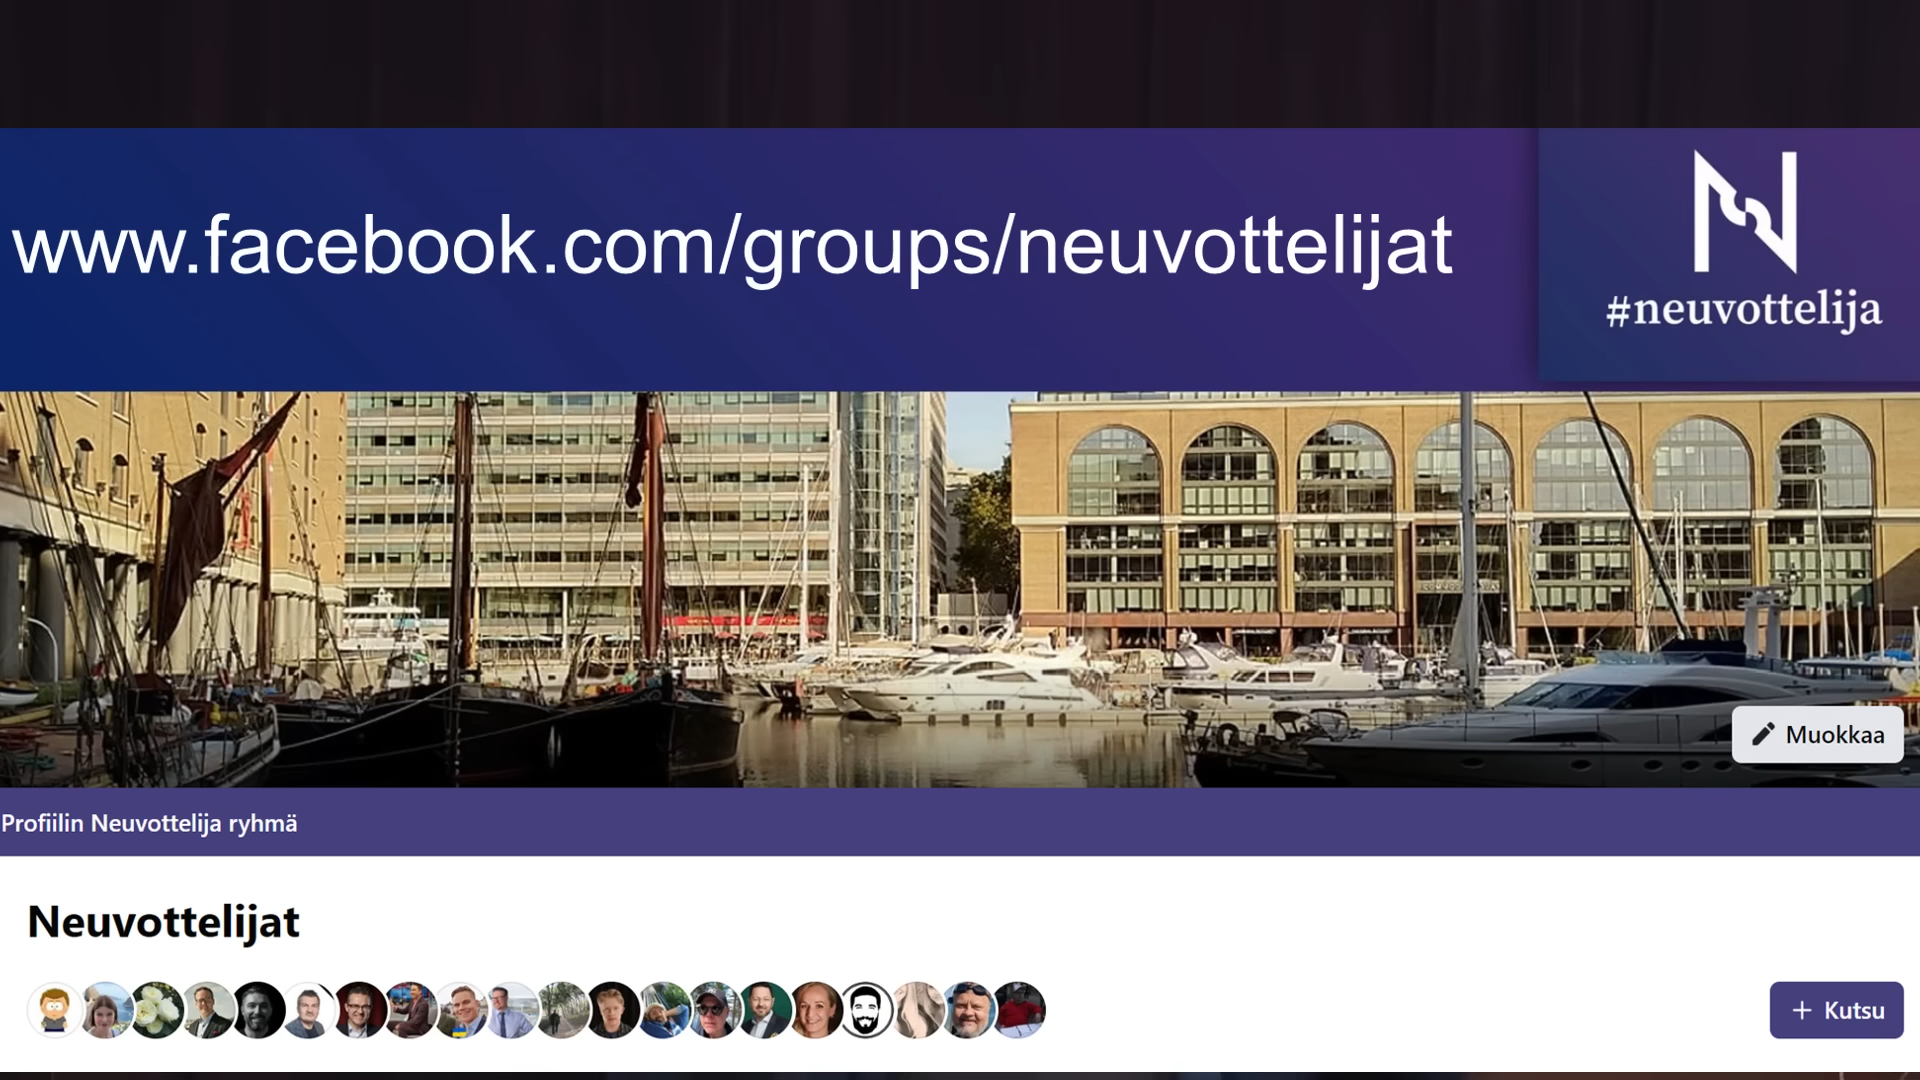 www.facebook.com/groups/neuvottelijat
#neuvottelija
Muokkaa
Profiilin Neuvottelija ryhmä
Neuvottelijat
+ Kutsu